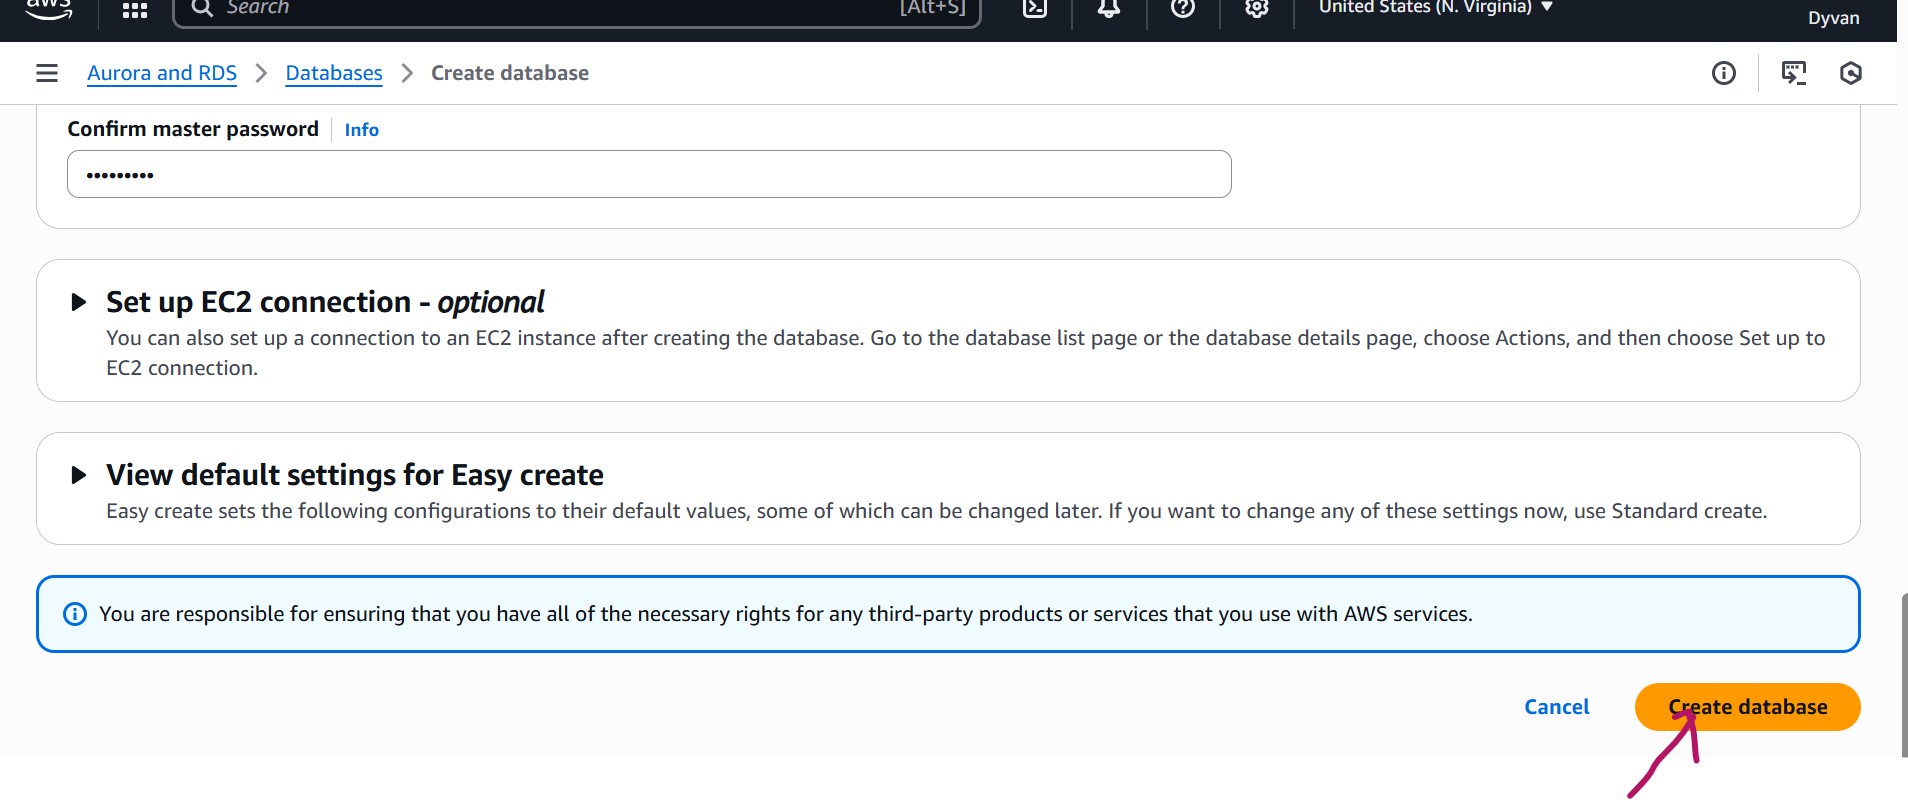 aws
Search
[Alt+S]
United States (N. Virginia)
Dyvan
Aurora and RDS > Databases > Create database
Confirm master password
Info
•••••••••
Set up EC2 connection - optional
You can also set up a connection to an EC2 instance after creating the database. Go to the database list page or the database details page, choose Actions, and then choose Set up to
EC2 connection.
View default settings for Easy create
Easy create sets the following configurations to their default values, some of which can be changed later. If you want to change any of these settings now, use Standard create.
You are responsible for ensuring that you have all of the necessary rights for any third-party products or services that you use with AWS services.
Cancel
Create database